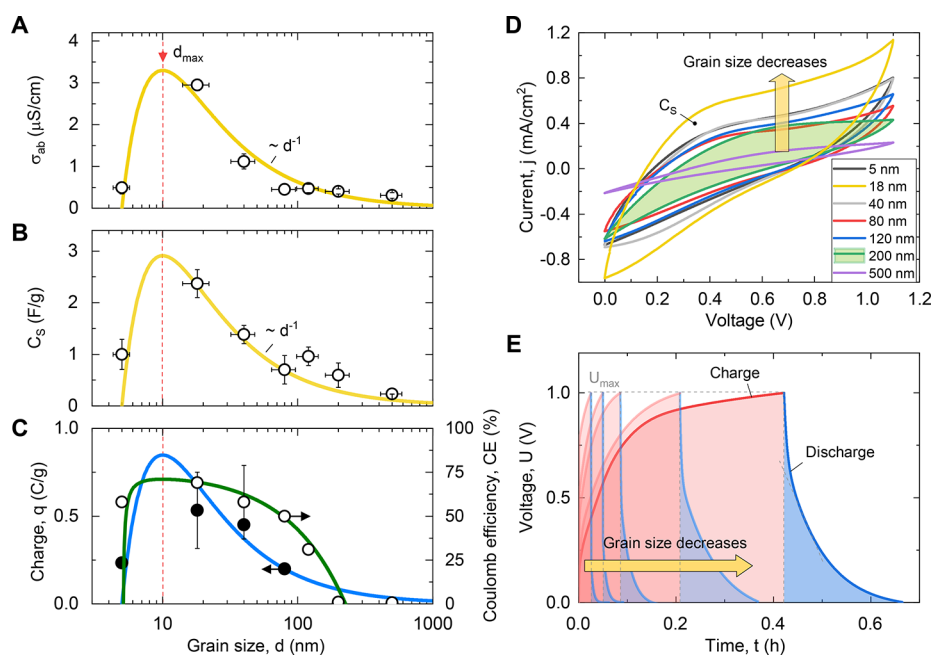 A
4
3
2
1
0
σab (μS/cm)
dmax
~ d-1
B
3
2
1
0
CS (F/g)
~ d-1
C
1.0
0.5
0.0
Charge, q (C/g)
100
75
50
25
0
Coulomb efficiency, CE (%)
10 100 1000
Grain size, d (nm)
D
1.2
0.8
0.4
0.0
-0.4
-0.8
Current, j (mA/cm2)
Grain size decreases
CS
5 nm
18 nm
40 nm
80 nm
120 nm
200 nm
500 nm
0.0 0.2 0.4 0.6 0.8 1.0 1.2
Voltage (V)
E
Umax
Charge
Discharge
1.0
0.5
0.0
Voltage, U (V)
Grain size decreases
0.0 0.2 0.4 0.6
Time, t (h)